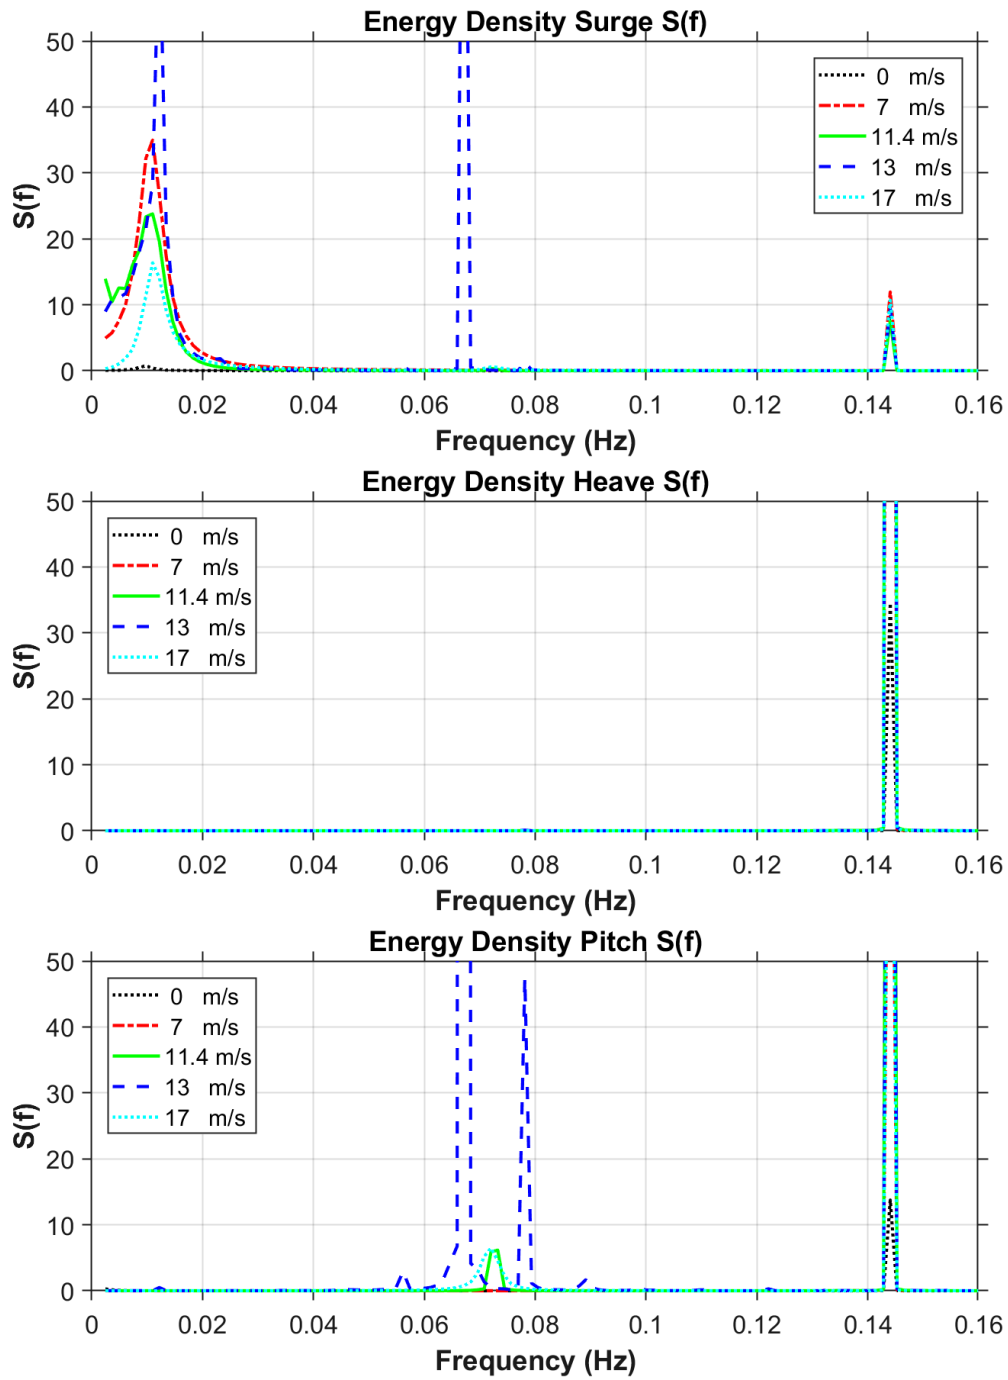 Energy Density Surge S(f)
50
40
30
20
10
0
S(f)
0 m/s
7 m/s
11.4 m/s
13 m/s
17 m/s
0 0.02 0.04 0.06 0.08 0.1 0.12 0.14 0.16
Frequency (Hz)
Energy Density Heave S(f)
50
40
30
20
10
0
S(f)
0 m/s
7 m/s
11.4 m/s
13 m/s
17 m/s
0 0.02 0.04 0.06 0.08 0.1 0.12 0.14 0.16
Frequency (Hz)
Energy Density Pitch S(f)
50
40
30
20
10
0
S(f)
0 m/s
7 m/s
11.4 m/s
13 m/s
17 m/s
0 0.02 0.04 0.06 0.08 0.1 0.12 0.14 0.16
Frequency (Hz)